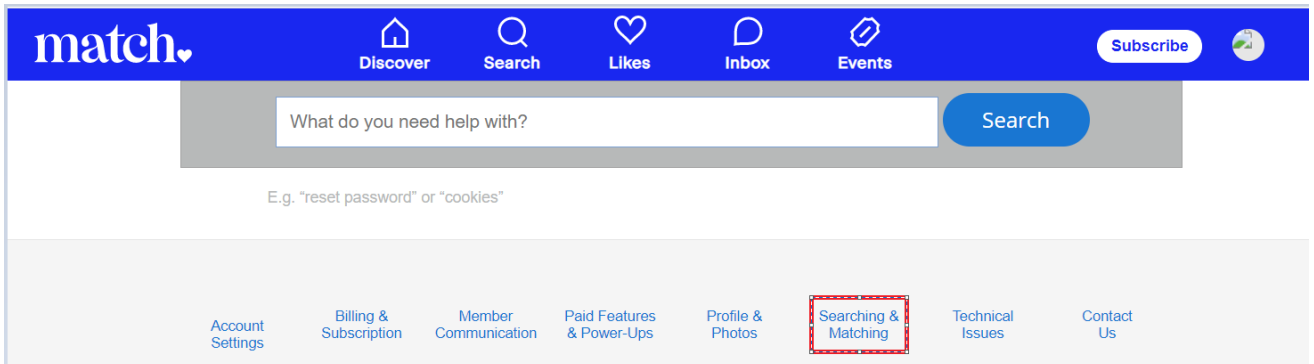 match
Discover Search Likes Inbox Events
Subscribe
What do you need help with?
Search
E.g. “reset password” or “cookies”
Account
Settings
Billing &
Subscription
Member
Communication
Paid Features
& Power-Ups
Profile &
Photos
Searching &
Matching
Technical
Issues
Contact
Us